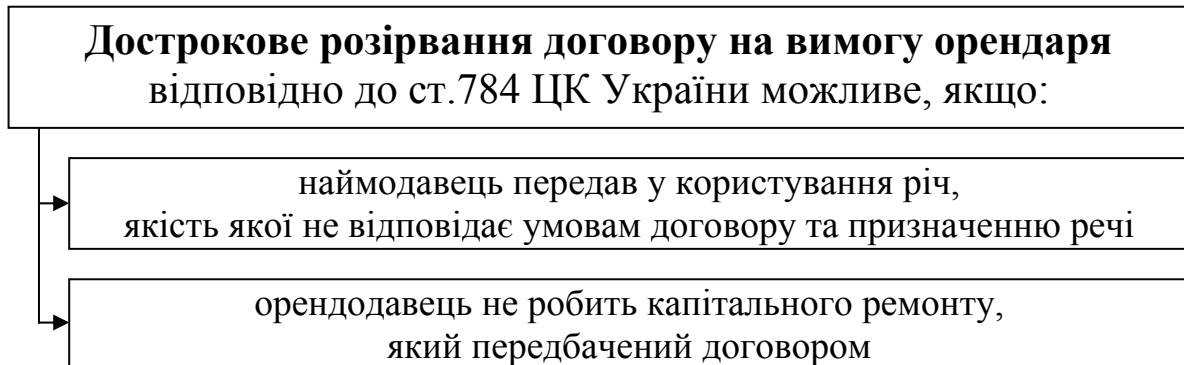 Дострокове розірвання договору на вимогу орендаря
відповідно до ст.784 ЦК України можливе, якщо:
наймодавець передав у користування річ,
якість якої не відповідає умовам договору та призначенню речі
орендодавець не робить капітального ремонту,
який передбачений договором